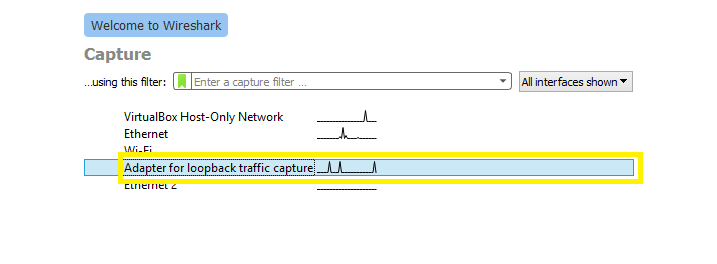 Welcome to Wireshark
Capture
...using this filter: Enter a capture filter ... All interfaces shown
VirtualBox Host-Only Network
Ethernet
Wi-Fi
Adapter for loopback traffic capture
Ethernet 2